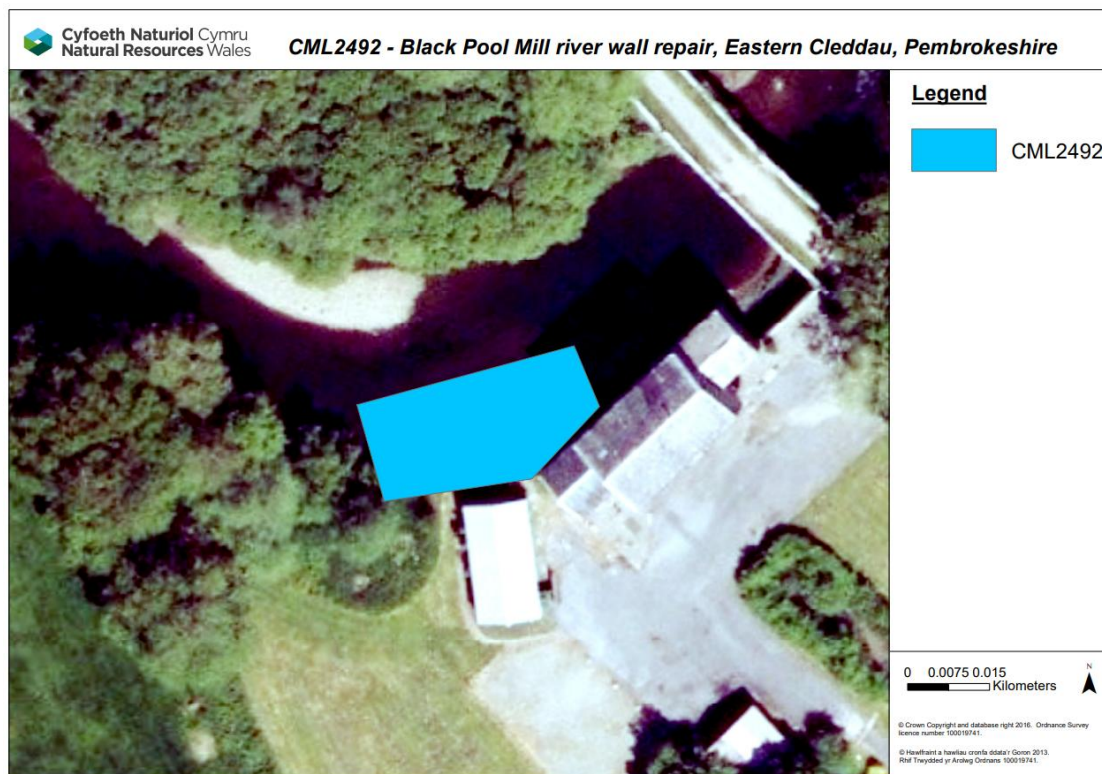 Cyfoeth Naturiol Cymru
Natural Resources Wales
CML2492 - Black Pool Mill river wall repair, Eastern Cleddau, Pembrokeshire
Legend
CML2492
0 0.0075 0.015
Kilometers
N
© Crown Copyright and database right 2016. Ordnance Survey
licence number 100019741.
© Hawlfraint a hawliau cronfa ddata'r Goron 2013.
Rhif Trwydded yr Arolwg Ordnans 100019741.